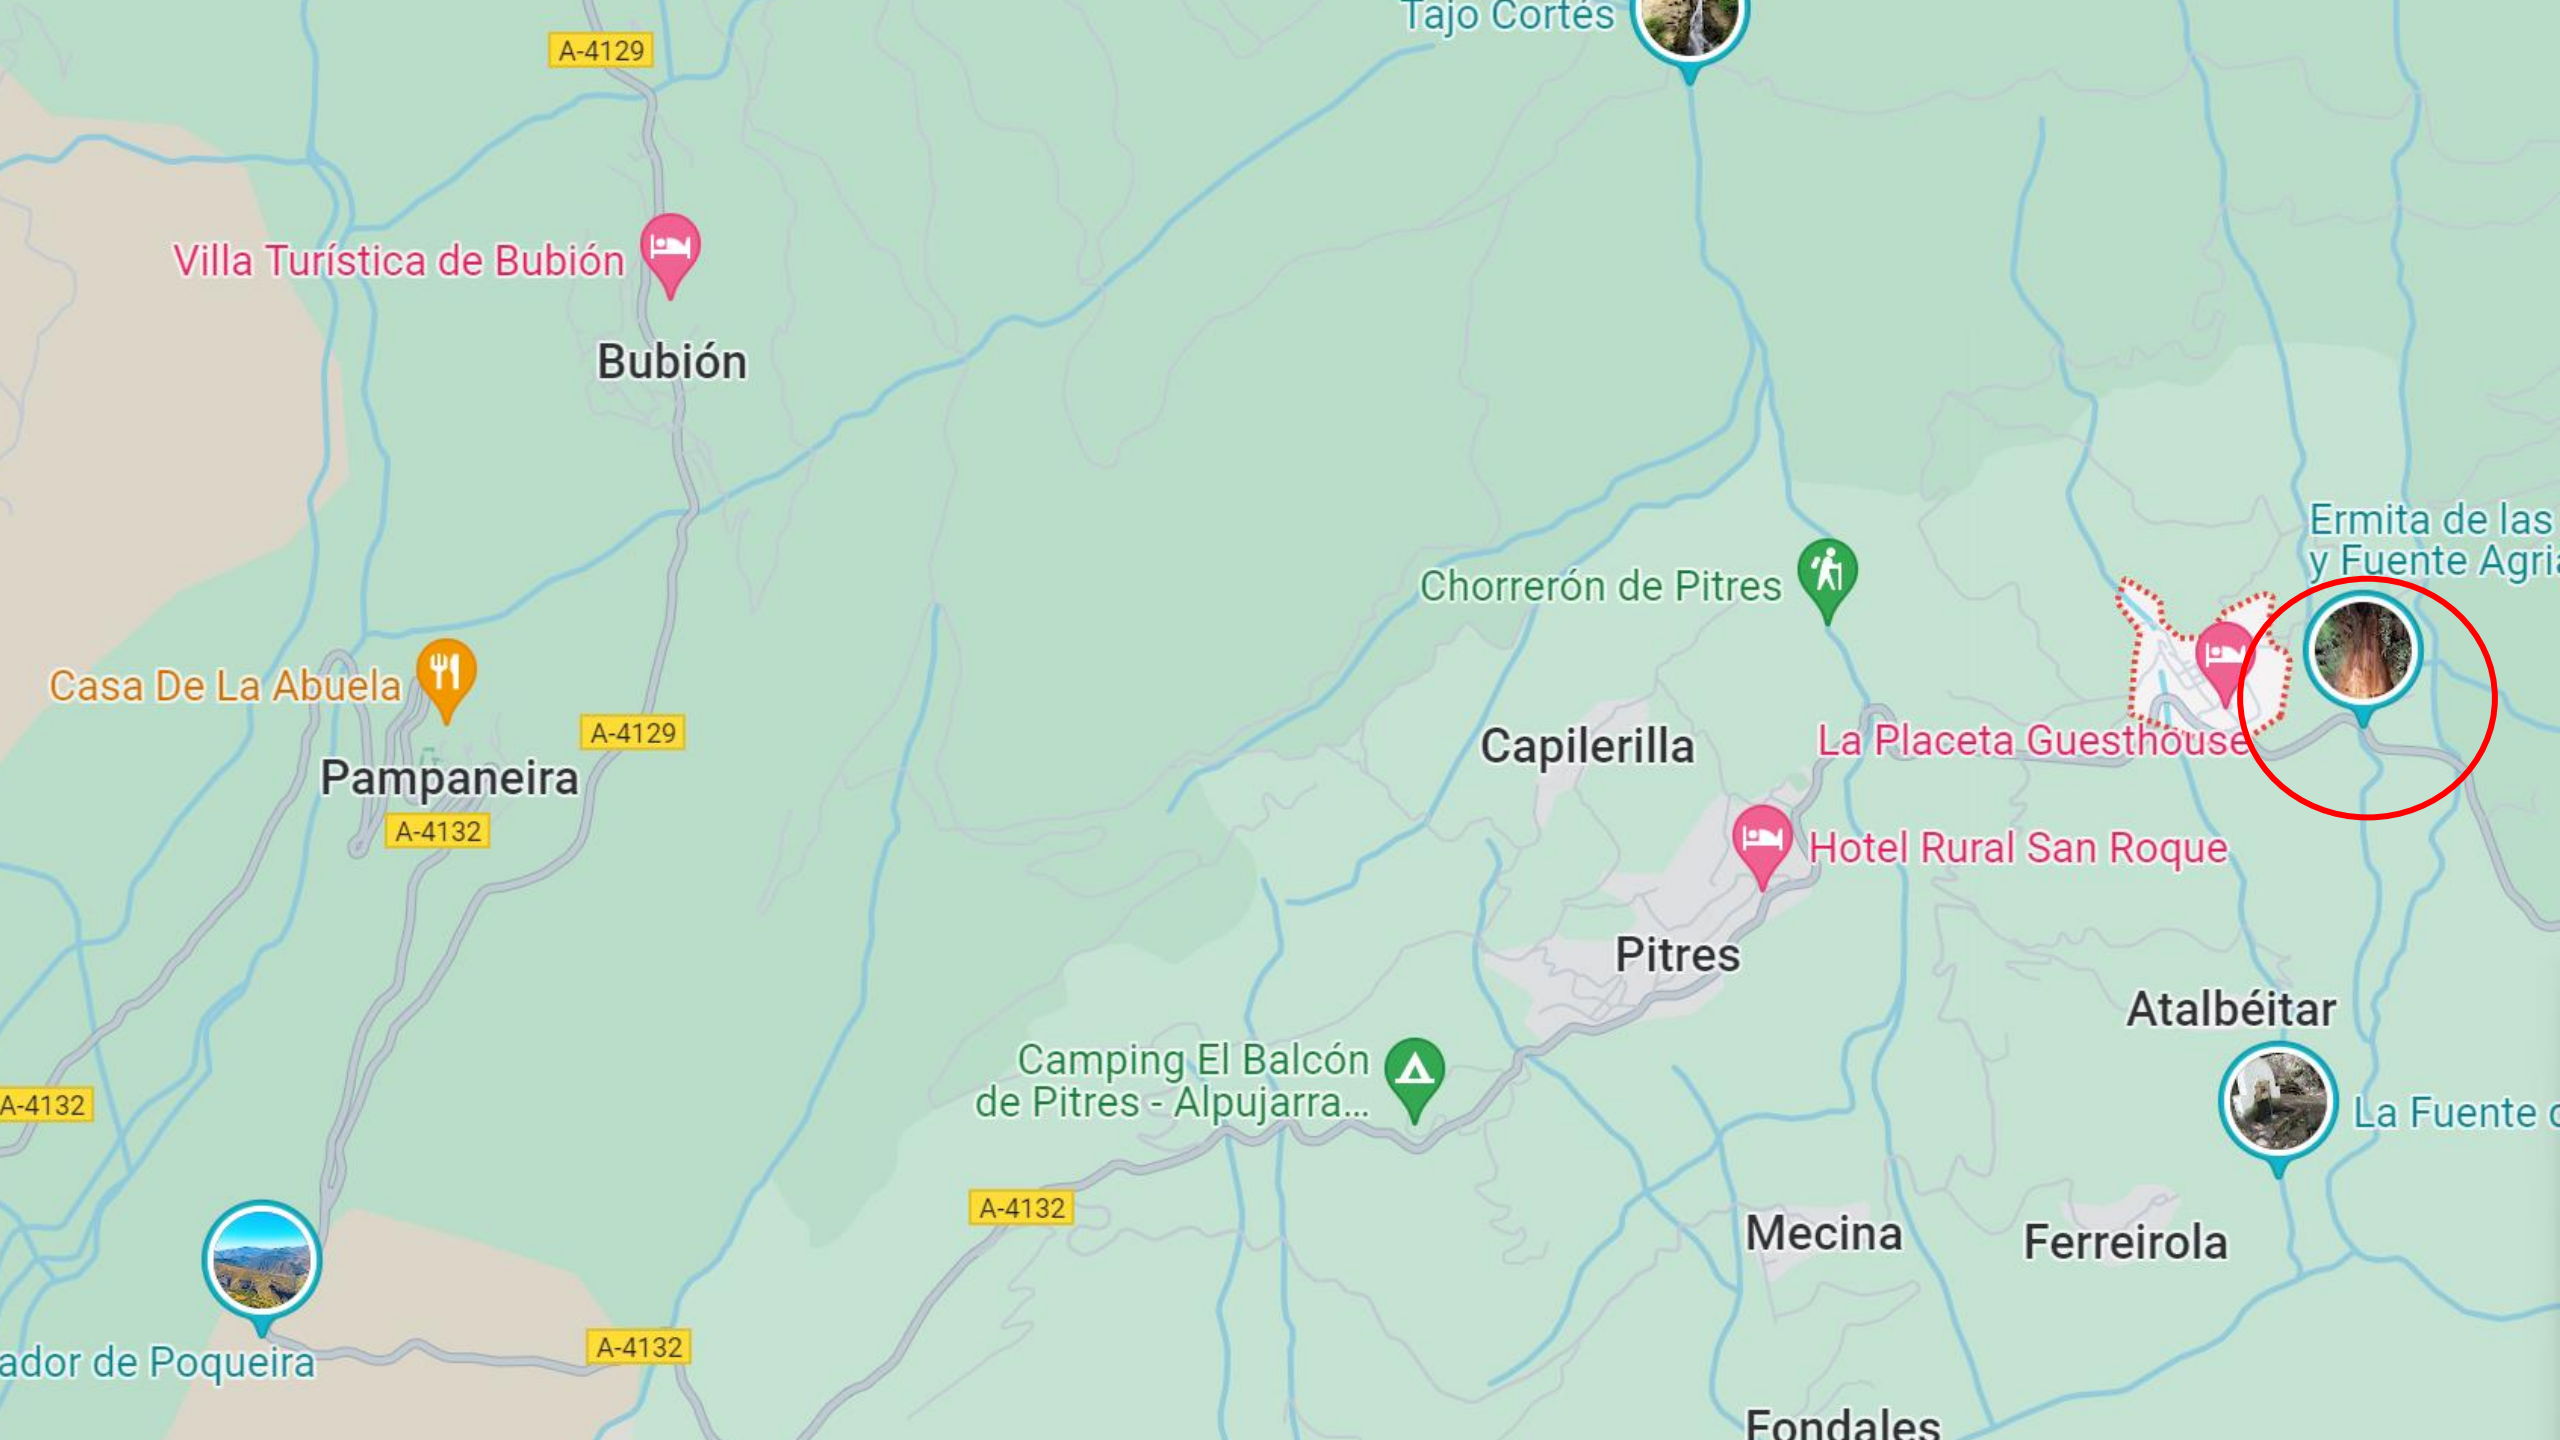 Tajo Cortés
A-4129
Villa Turística de Bubión
Bubión
Ermita de las
y Fuente Agria
Chorrerón de Pitres
Casa De La Abuela
A-4129
Capilerilla
La Placeta Guesthouse
Pampaneira
A-4132
Hotel Rural San Roque
Pitres
Atalbéitar
Camping El Balcón
de Pitres - Alpujarra...
A-4132
La Fuente
A-4132
Mecina
Ferreirola
A-4132
ador de Poqueira
Fondales